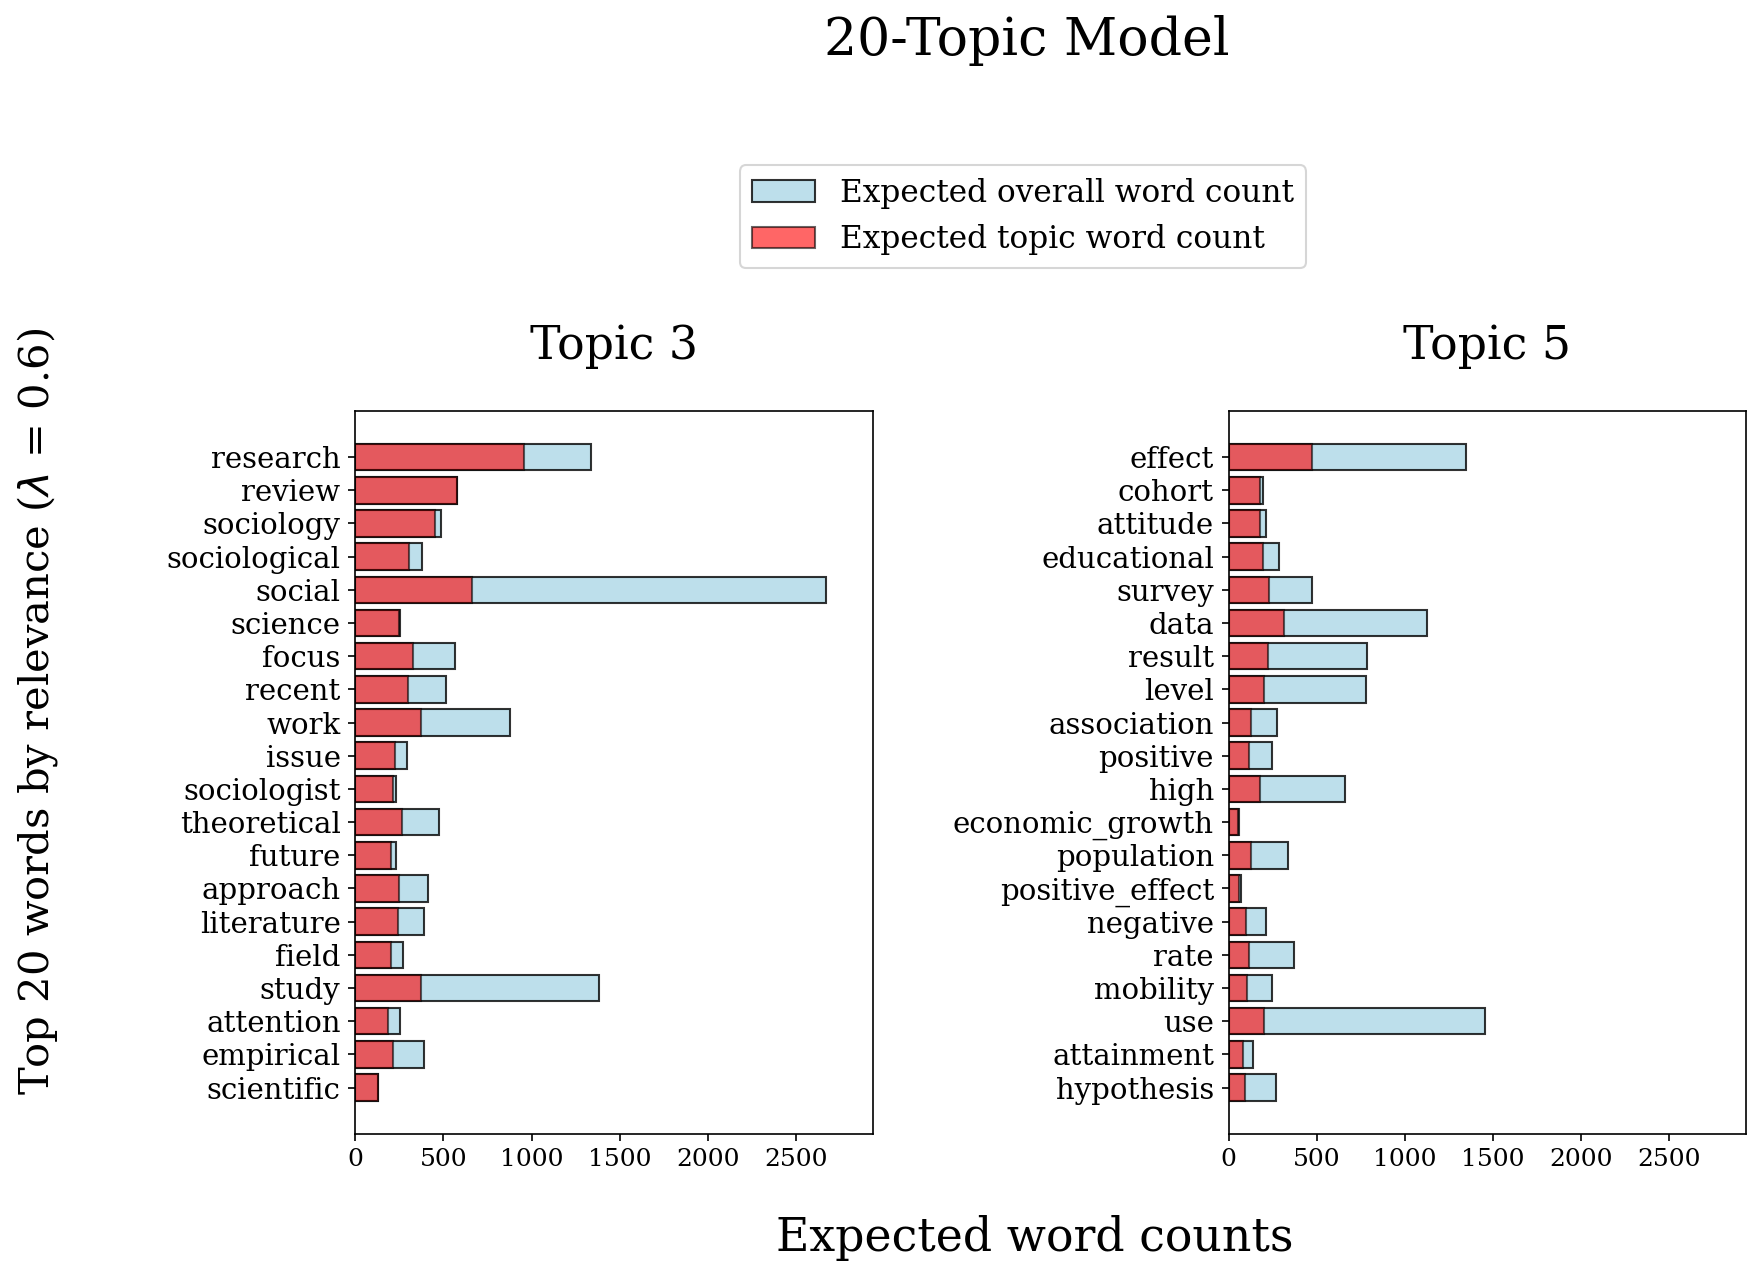 20-Topic Model
Expected overall word count
Expected topic word count
Top 20 words by relevance (λ = 0.6)
Topic 3
research
review
sociology
sociological
social
science
focus
recent
work
issue
sociologist
theoretical
future
approach
literature
field
study
attention
empirical
scientific
0 500 1000 1500 2000 2500
Topic 5
effect
cohort
attitude
educational
survey
data
result
level
association
positive
high
economic_growth
population
positive_effect
negative
rate
mobility
use
attainment
hypothesis
0 500 1000 1500 2000 2500
Expected word counts